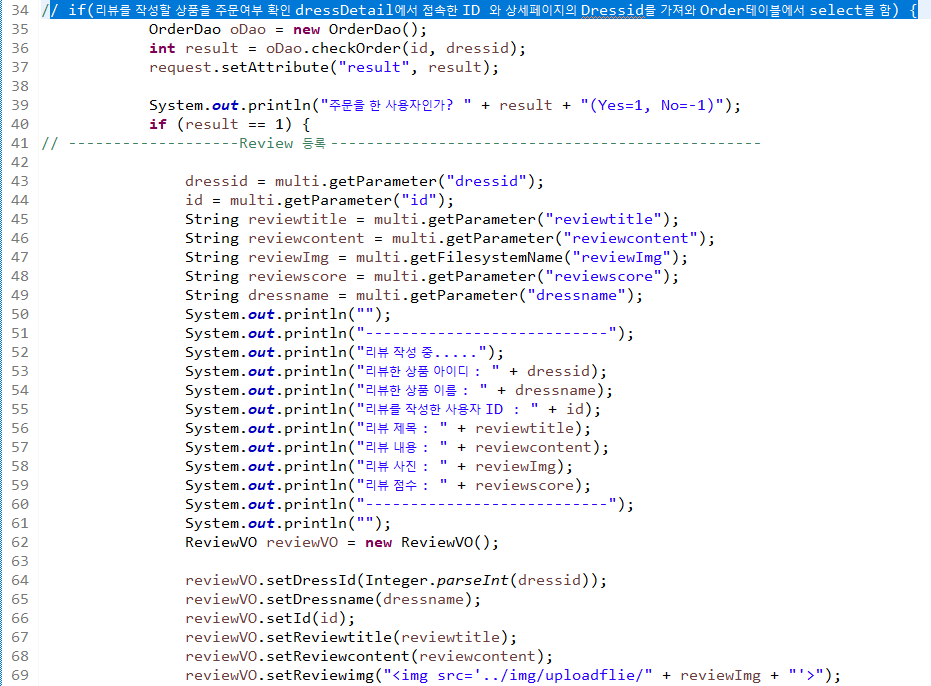 34 // if(리뷰를 작성할 상품을 주문여부 확인 dressDetail에서 접속한 ID 와 상세페이지의 Dressid를 가져와 Order테이블에서 select를 함) {
35 OrderDao oDao = new OrderDao();
36 int result = oDao.checkOrder(id, dressid);
37 request.setAttribute("result", result);
38
39 System.out.println("주문을 한 사용자인가? " + result + "(Yes=1, No=-1)");
40 if (result == 1) {
41 // -------------------Review 등록------------------------------------------------
42
43 dressid = multi.getParameter("dressid");
44 id = multi.getParameter("id");
45 String reviewtitle = multi.getParameter("reviewtitle");
46 String reviewcontent = multi.getParameter("reviewcontent");
47 String reviewImg = multi.getFilesystemName("reviewImg");
48 String reviewscore = multi.getParameter("reviewscore");
49 String dressname = multi.getParameter("dressname");
50 System.out.println("");
51 System.out.println("---------------------------");
52 System.out.println("리뷰 작성 중.....");
53 System.out.println("리뷰한 상품 아이디 : " + dressid);
54 System.out.println("리뷰한 상품 이름 : " + dressname);
55 System.out.println("리뷰를 작성한 사용자 ID : " + id);
56 System.out.println("리뷰 제목 : " + reviewtitle);
57 System.out.println("리뷰 내용 : " + reviewcontent);
58 System.out.println("리뷰 사진 : " + reviewImg);
59 System.out.println("리뷰 점수 : " + reviewscore);
60 System.out.println("---------------------------");
61 System.out.println("");
62 ReviewVO reviewVO = new ReviewVO();
63
64 reviewVO.setDressId(Integer.parseInt(dressid));
65 reviewVO.setDressname(dressname);
66 reviewVO.setId(id);
67 reviewVO.setReviewtitle(reviewtitle);
68 reviewVO.setReviewcontent(reviewcontent);
69 reviewVO.setReviewimg("<img src='../img/uploadflie/" + reviewImg + "'>");